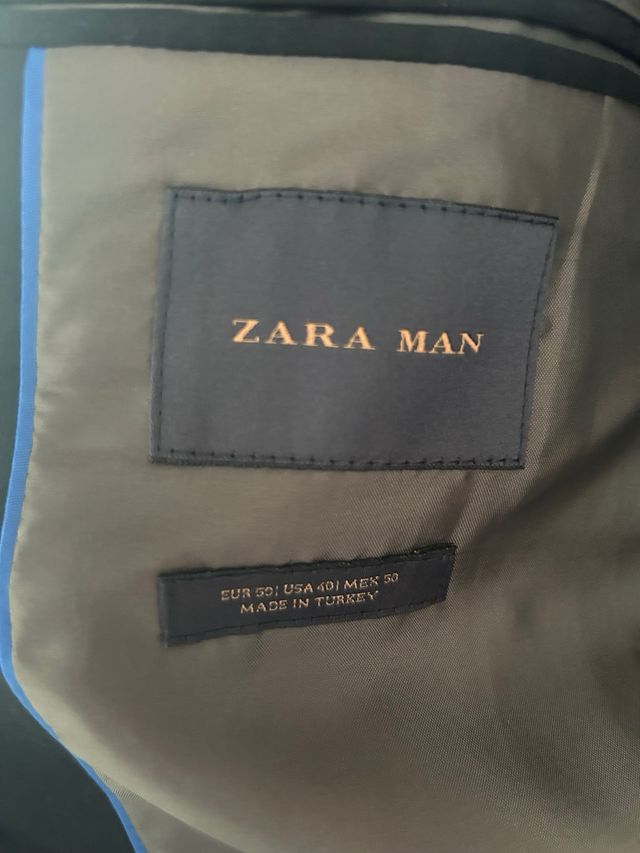 ZARA MAN
EUR 50| USA 40| MEX 50
MADE IN TURKEY